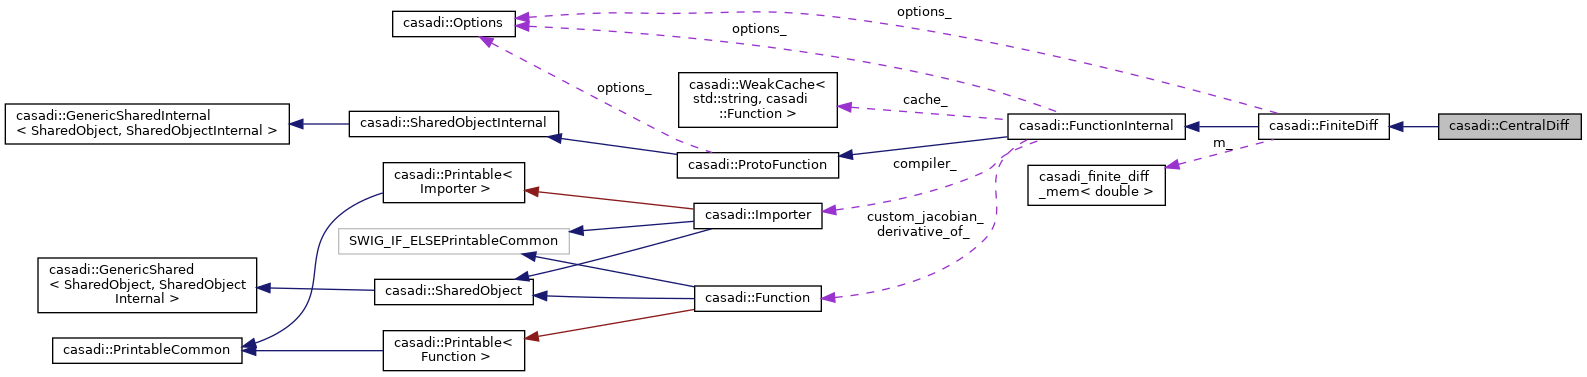 options_
casadi::Options
options_
casadi::WeakCache<
std::string, casadi
::Function >
options_
cache_
casadi::GenericSharedInternal
< SharedObject, SharedObjectInternal >
casadi::SharedObjectInternal
casadi::FunctionInternal
casadi::FiniteDiff
casadi::CentralDiff
m_
casadi::ProtoFunction
compiler_
casadi::Printable<
Importer >
casadi_finite_diff
_mem< double >
casadi::Importer
custom_jacobian_
derivative_of_
SWIG_IF_ELSEPrintableCommon
casadi::GenericShared
< SharedObject, SharedObject
Internal >
casadi::SharedObject
casadi::Function
casadi::PrintableCommon
casadi::Printable<
Function >